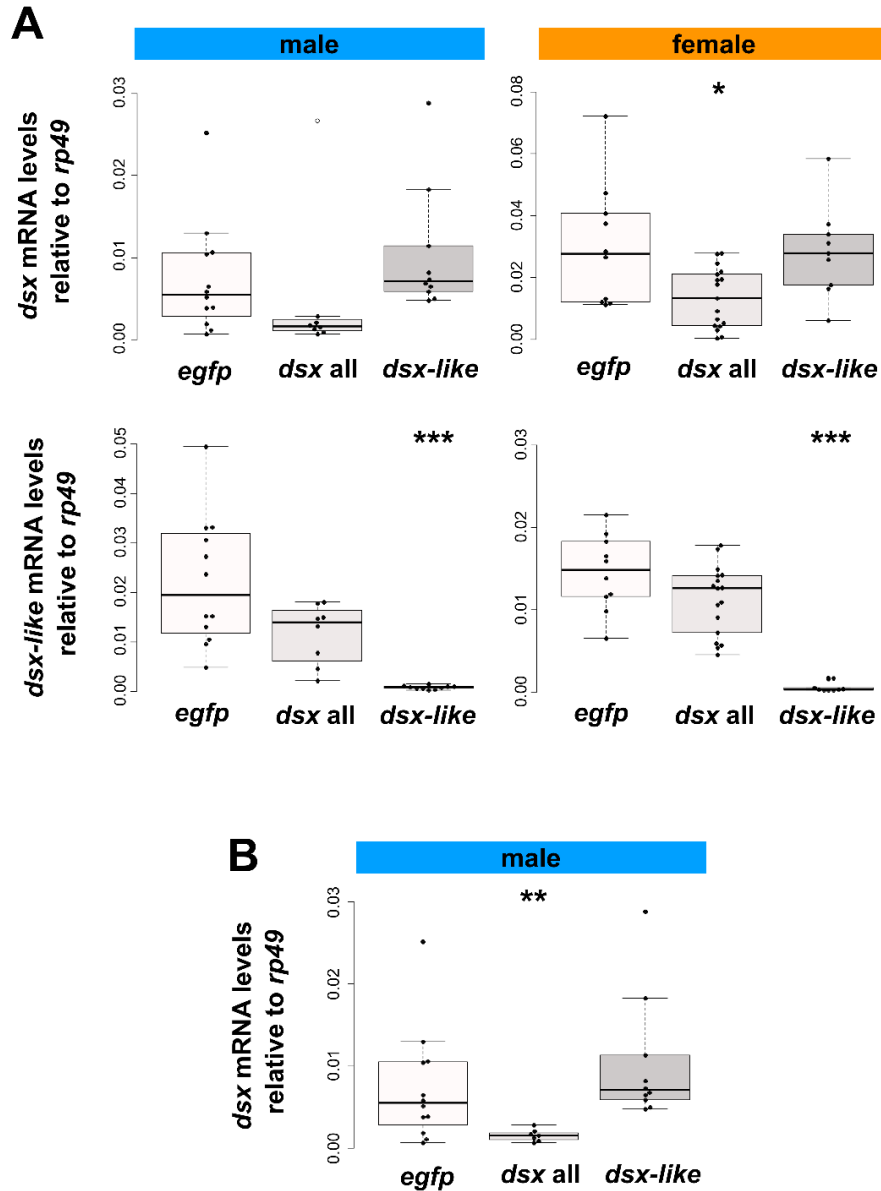 A
male
female
dsx mRNA levels
relative to rp49
0.03
0.02
0.01
0.00
egfp
dsx all
dsx-like
0.08
0.06
0.04
0.02
0.00
*
egfp
dsx all
dsx-like
dsx-like mRNA levels
relative to rp49
0.05
0.04
0.03
0.02
0.01
0.00
***
egfp
dsx all
dsx-like
0.03
0.02
0.01
0.00
***
egfp
dsx all
dsx-like
B
male
dsx mRNA levels
relative to rp49
0.03
0.02
0.01
0.00
**
egfp
dsx all
dsx-like